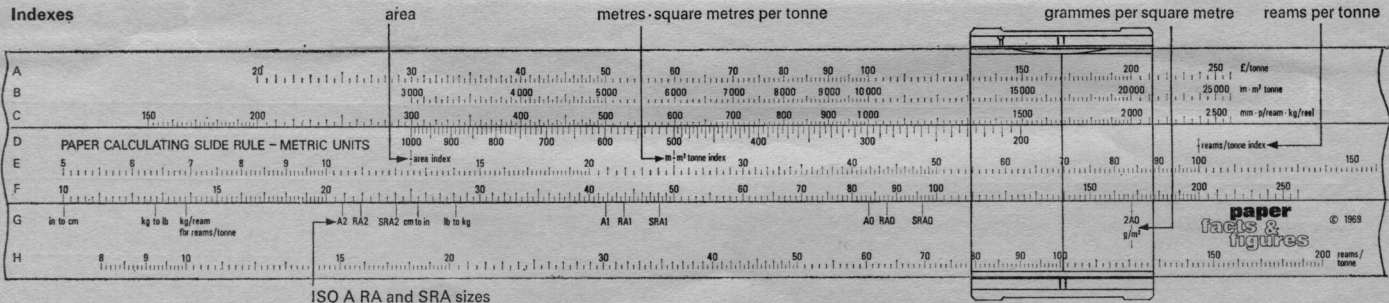 Indexes area metres·square metres per tonne grammes per square metre reams per tonne
A 20 30 40 50 60 70 80 90 100 150 200 250 £/tonne
B 3000 4000 5000 6000 7000 8000 9000 10000 15000 20000 25000 m·m² tonne
C 150 200 300 400 500 600 700 800 900 1000 1500 2000 2500 mm·p/ream·kg/reel
D 1000 900 800 700 600 500 400 300 200
PAPER CALCULATING SLIDE RULE – METRIC UNITS reams/tonne index
area index m·m² tonne index
E 5 6 7 8 9 10 15 20 30 40 50 60 70 80 90 100 150
F 10 15 20 30 40 50 60 70 80 90 100 150 200 250
G in to cm kg to lb kg/ream A2 RA2 SRA2 cm to in lb to kg A1 RA1 SRA1 A0 RA0 SRA0 2A0 paper © 1969
fbr reams/tonne g/m² facts &
figures
H 8 9 10 15 20 30 40 50 60 70 80 90 100 150 200 reams/
tonne
ISO A RA and SRA sizes